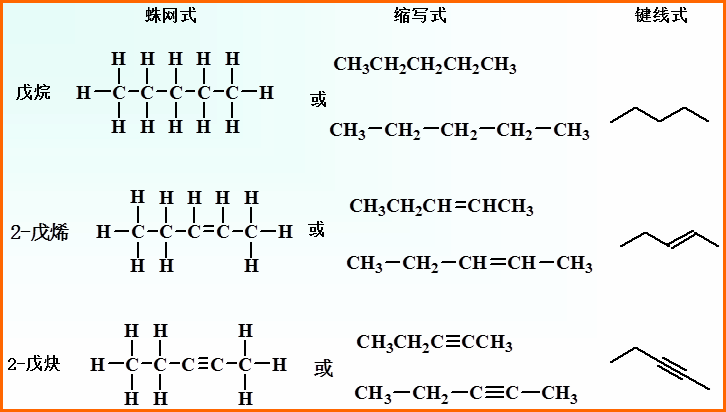 蛛网式 缩写式 键线式
H H H H H
CH₃CH₂CH₂CH₂CH₃
戊烷 H—C—C—C—C—C—H 或
H H H H H
CH₃—CH₂—CH₂—CH₂—CH₃
H H H H H
CH₃CH₂CH=CHCH₃
2-戊烯 H—C—C—C=C—C—H 或
H H H
CH₃—CH₂—CH=CH—CH₃
H H H
CH₃CH₂C≡CCH₃
2-戊炔 H—C—C—C≡C—C—H 或
H H H
CH₃—CH₂—C≡C—CH₃